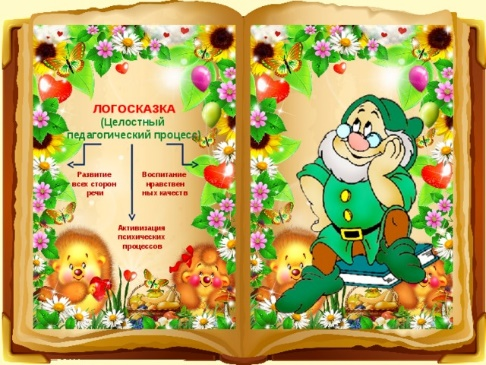 ЛОГОСКАЗКА
(Целостный
педагогический процесс)
Развитие
всех сторон
речи
Воспитание
нравствен
ных качеств
Активизация
психических
процессов